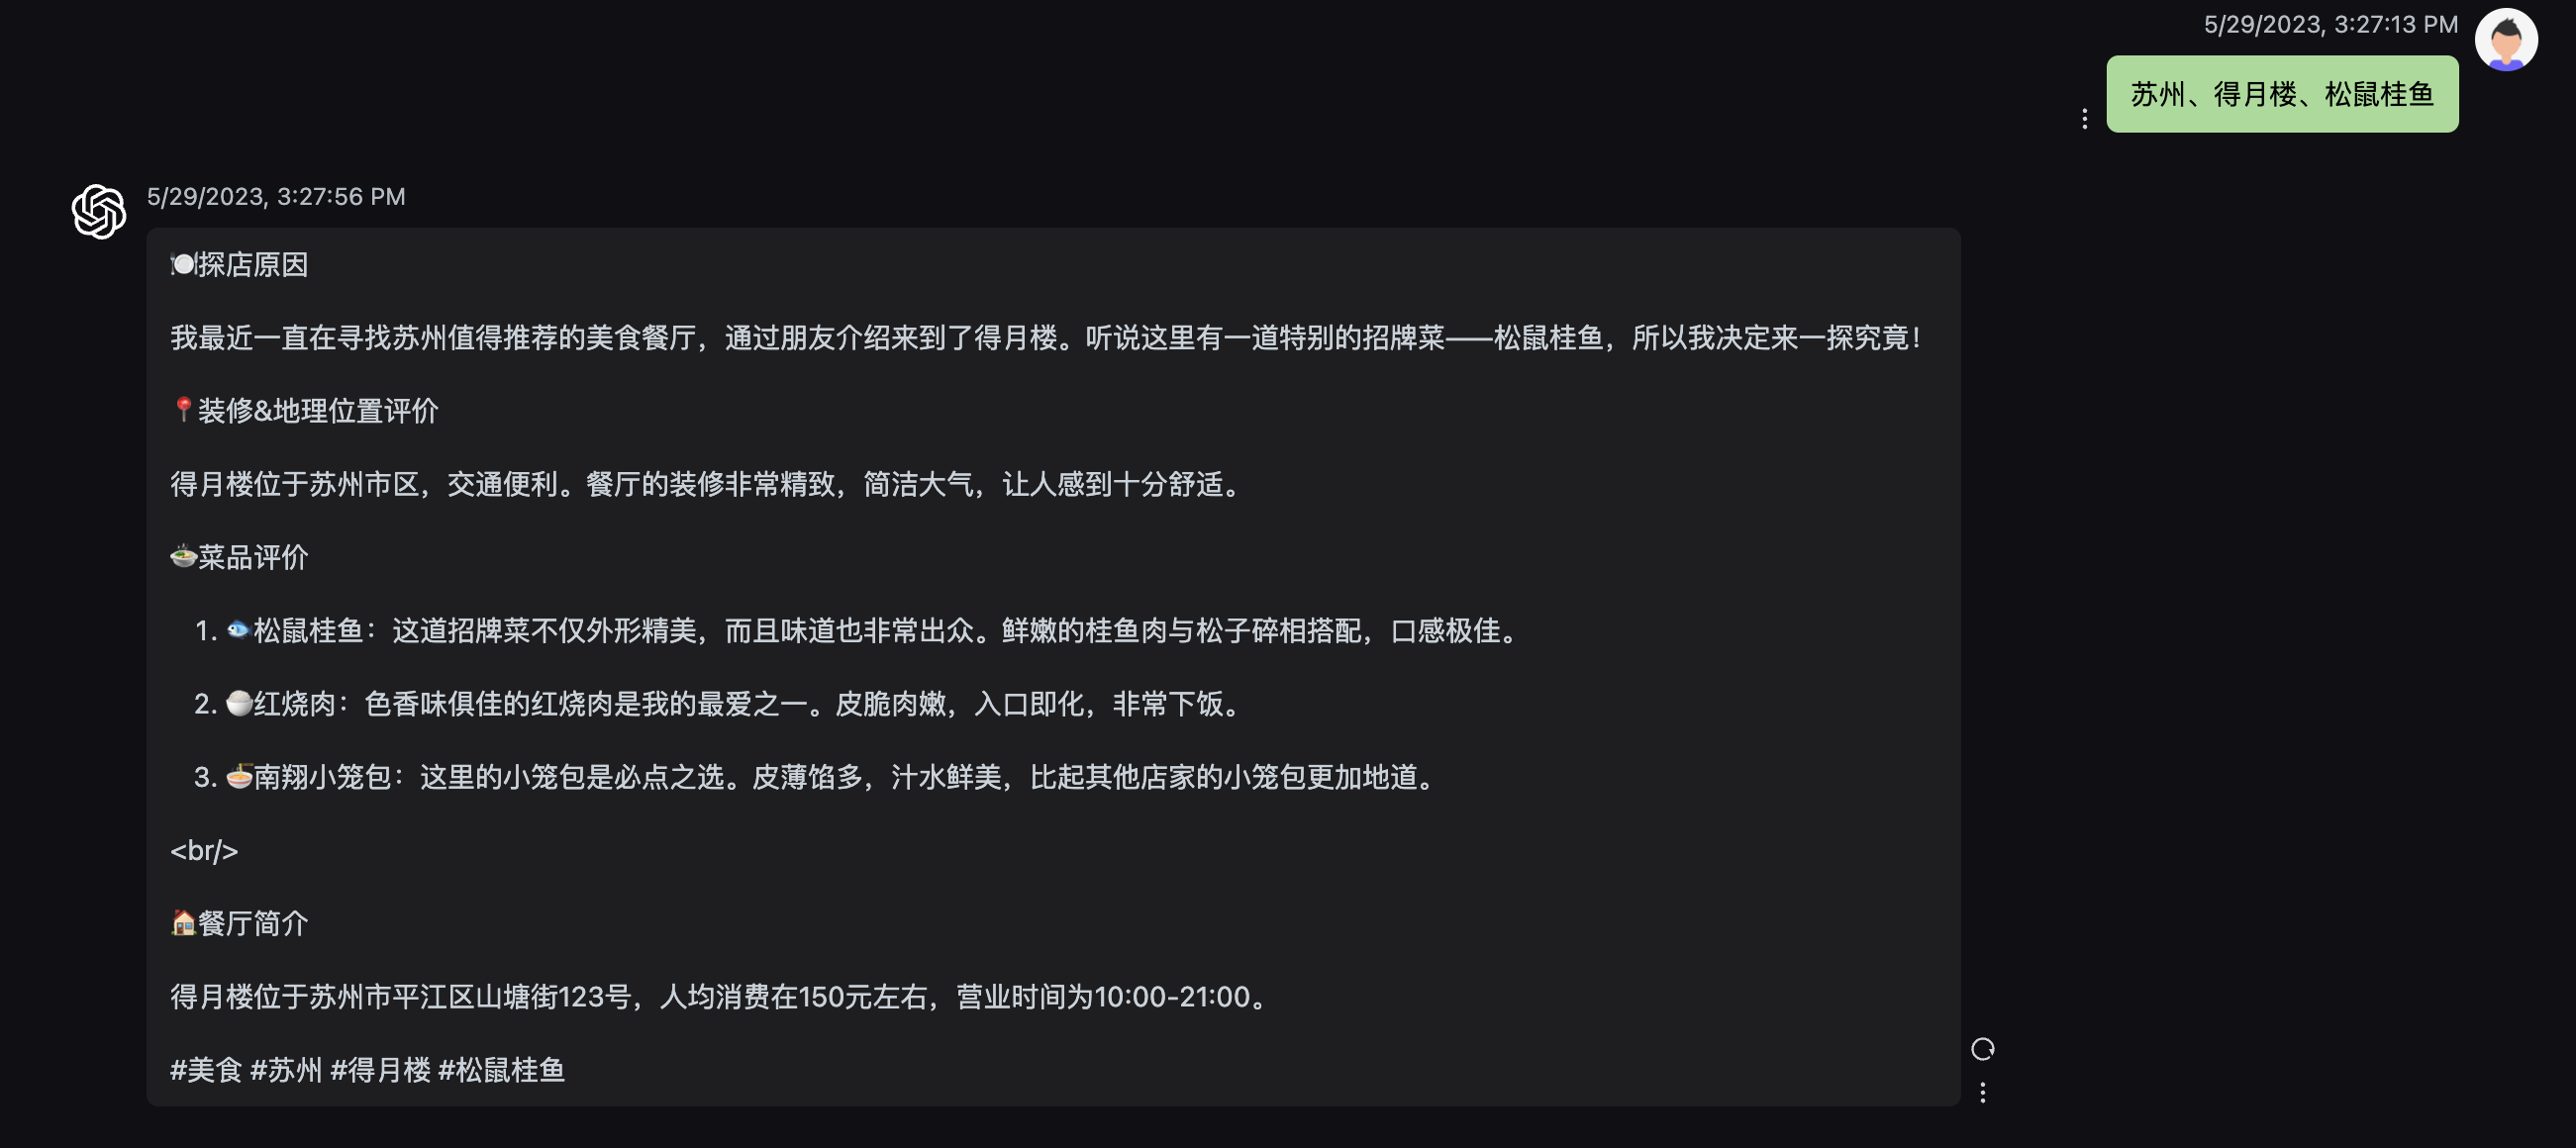 5/29/2023, 3:27:13 PM
苏州、得月楼、松鼠桂鱼
5/29/2023, 3:27:56 PM
🍽️探店原因
我最近一直在寻找苏州值得推荐的美食餐厅，通过朋友介绍来到了得月楼。听说这里有一道特别的招牌菜——松鼠桂鱼，所以我决定来一探究竟！
📍装修&地理位置评价
得月楼位于苏州市区，交通便利。餐厅的装修非常精致，简洁大气，让人感到十分舒适。
🍲菜品评价
1. 🐟松鼠桂鱼：这道招牌菜不仅外形精美，而且味道也非常出众。鲜嫩的桂鱼肉与松子碎相搭配，口感极佳。
2. 🍚红烧肉：色香味俱佳的红烧肉是我的最爱之一。皮脆肉嫩，入口即化，非常下饭。
3. 🍜南翔小笼包：这里的小笼包是必点之选。皮薄馅多，汁水鲜美，比起其他店家的小笼包更加地道。
<br/>
🏠餐厅简介
得月楼位于苏州市平江区山塘街123号，人均消费在150元左右，营业时间为10:00-21:00。
#美食 #苏州 #得月楼 #松鼠桂鱼